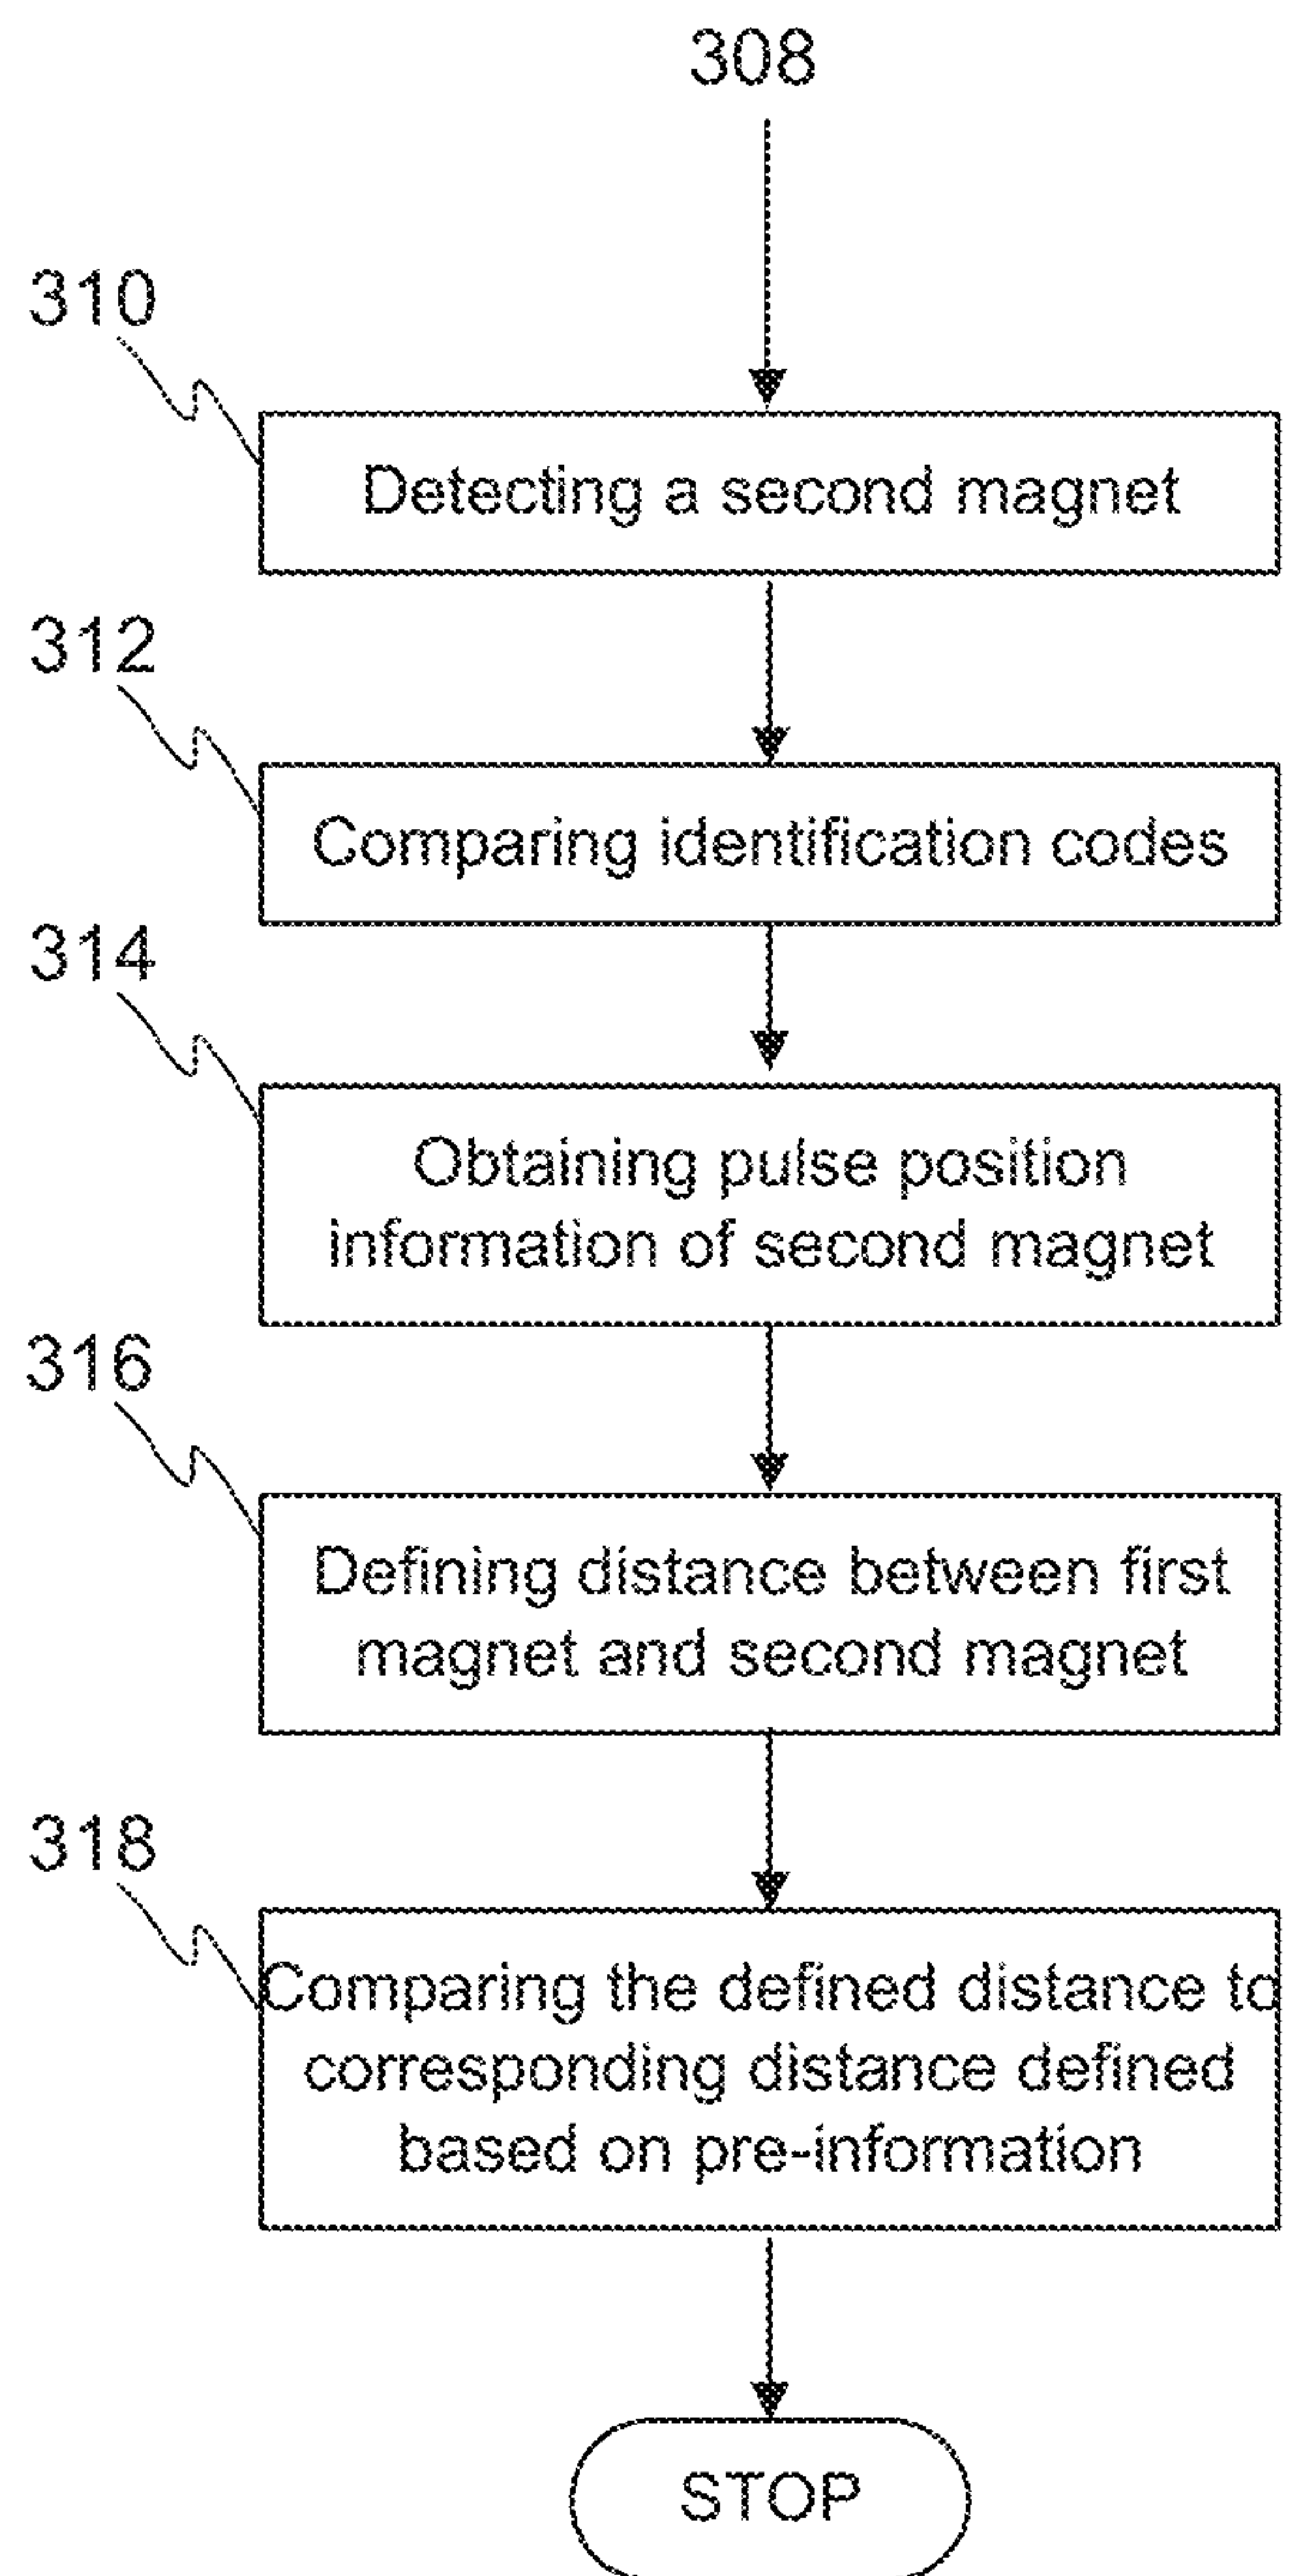 308
310
Detecting a second magnet
312
Comparing identification codes
314
Obtaining pulse position
information of second magnet
316
Defining distance between first
magnet and second magnet
318
Comparing the defined distance to
corresponding distance defined
based on pre-information
STOP